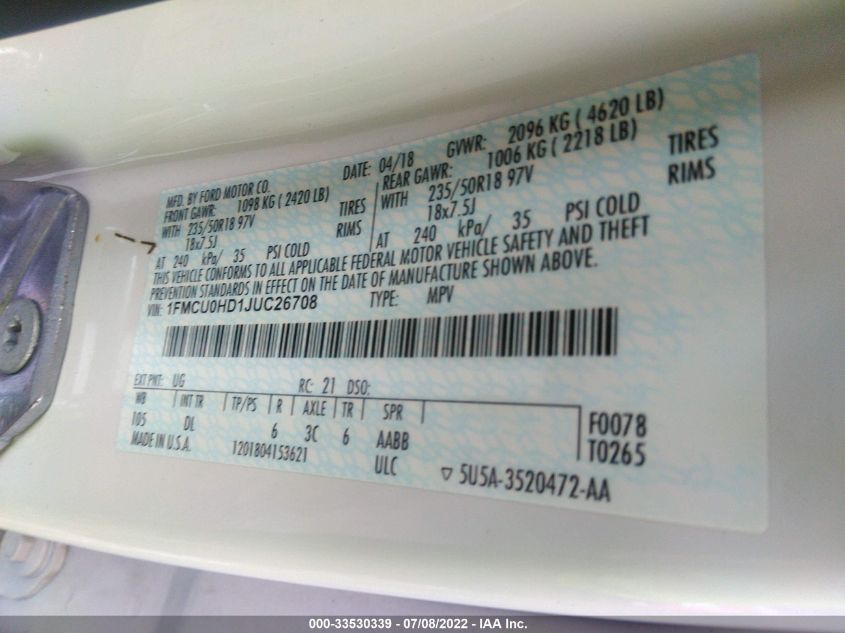 MFD. BY FORD MOTOR CO.
DATE: 04/18 GVWR: 2096 KG ( 4620 LB)
FRONT GAWR: 1098 KG ( 2420 LB)
REAR GAWR: 1006 KG ( 2218 LB)
WITH 235/50R18 97V TIRES
WITH 235/50R18 97V TIRES
18x7.5J RIMS
18x7.5J RIMS
AT 240 kPa/ 35 PSI COLD
AT 240 kPa/ 35 PSI COLD
THIS VEHICLE CONFORMS TO ALL APPLICABLE FEDERAL MOTOR VEHICLE SAFETY AND THEFT
PREVENTION STANDARDS IN EFFECT ON THE DATE OF MANUFACTURE SHOWN ABOVE.
VIN: 1FMCU0HD1JUC26708 TYPE: MPV
EXT PNT: UG RC: 21 DSO:
WB INT TR TP/PS R AXLE TR SPR
105 DL 6 3C 6 AABB
F0078
T0265
MADE IN U.S.A. 1201804153621 ULC
▽ 5U5A-3520472-AA
000-33530339 - 07/08/2022 - IAA Inc.